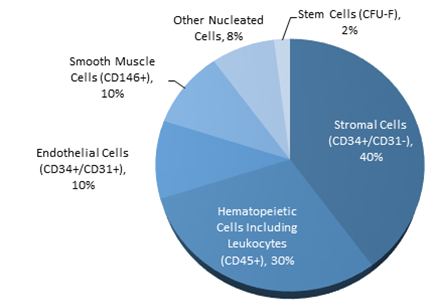 Stem Cells (CFU-F),
2%
Other Nucleated
Cells, 8%
Smooth Muscle
Cells (CD146+),
10%
Endothelial Cells
(CD34+/CD31+),
10%
Stromal Cells
(CD34+/CD31-),
40%
Hematopeietic
Cells Including
Leukocytes
(CD45+), 30%